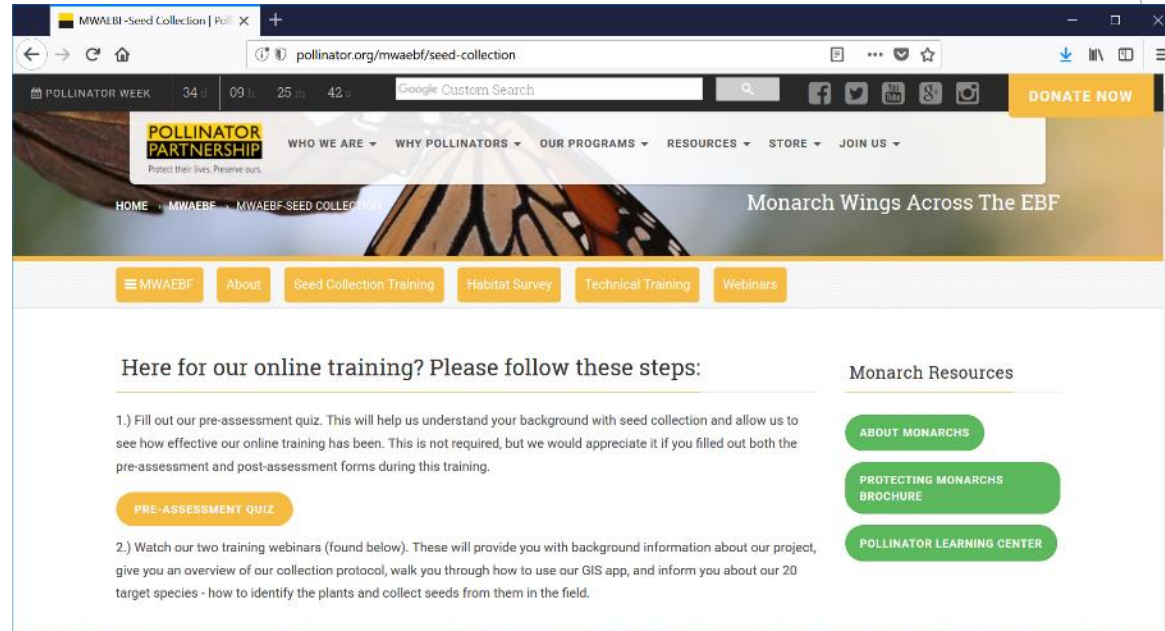 MWAEBF-Seed Collection | Poll
pollinator.org/mwaebf/seed-collection
POLLINATOR WEEK 34 d 09 h 25 m 42 s
Google Custom Search
DONATE NOW
POLLINATOR
PARTNERSHIP
Protect their lives. Preserve ours.
WHO WE ARE WHY POLLINATORS OUR PROGRAMS RESOURCES STORE JOIN US
HOME › MWAEBF › MWAEBF-SEED COLLECTION
Monarch Wings Across The EBF
MWAEBF About Seed Collection Training Habitat Survey Technical Training Webinars
Here for our online training? Please follow these steps:
1.) Fill out our pre-assessment quiz. This will help us understand your background with seed collection and allow us to
see how effective our online training has been. This is not required, but we would appreciate it if you filled out both the
pre-assessment and post-assessment forms during this training.
PRE-ASSESSMENT QUIZ
2.) Watch our two training webinars (found below). These will provide you with background information about our project,
give you an overview of our collection protocol, walk you through how to use our GIS app, and inform you about our 20
target species - how to identify the plants and collect seeds from them in the field.
Monarch Resources
ABOUT MONARCHS
PROTECTING MONARCHS
BROCHURE
POLLINATOR LEARNING CENTER